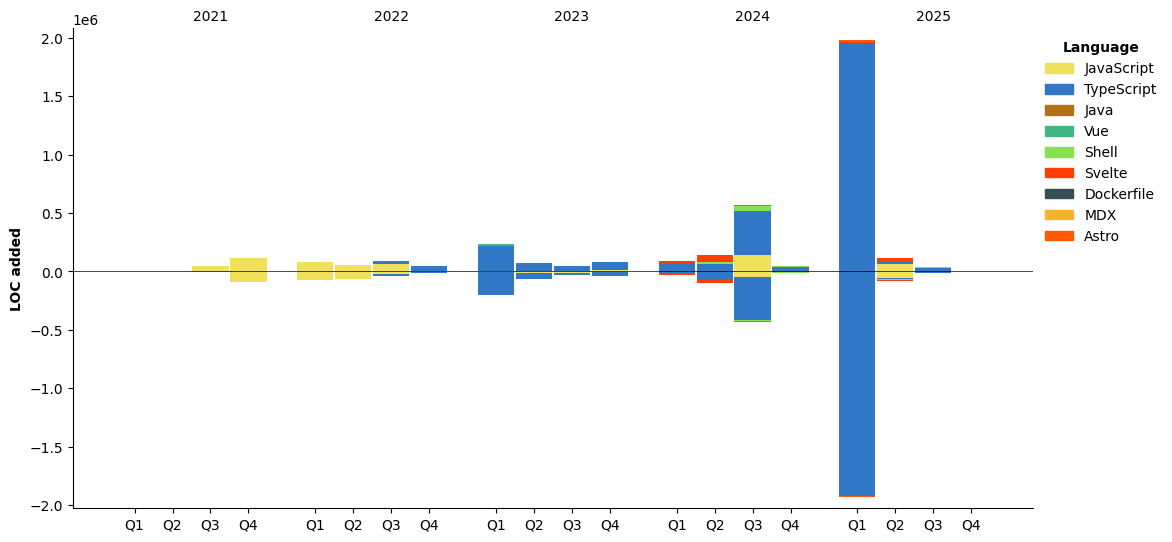 2021 2022 2023 2024 2025
1e6
2.0
1.5
1.0
0.5
0.0
−0.5
−1.0
−1.5
−2.0
LOC added
Q1 Q2 Q3 Q4 Q1 Q2 Q3 Q4 Q1 Q2 Q3 Q4 Q1 Q2 Q3 Q4 Q1 Q2 Q3 Q4
Language
JavaScript
TypeScript
Java
Vue
Shell
Svelte
Dockerfile
MDX
Astro